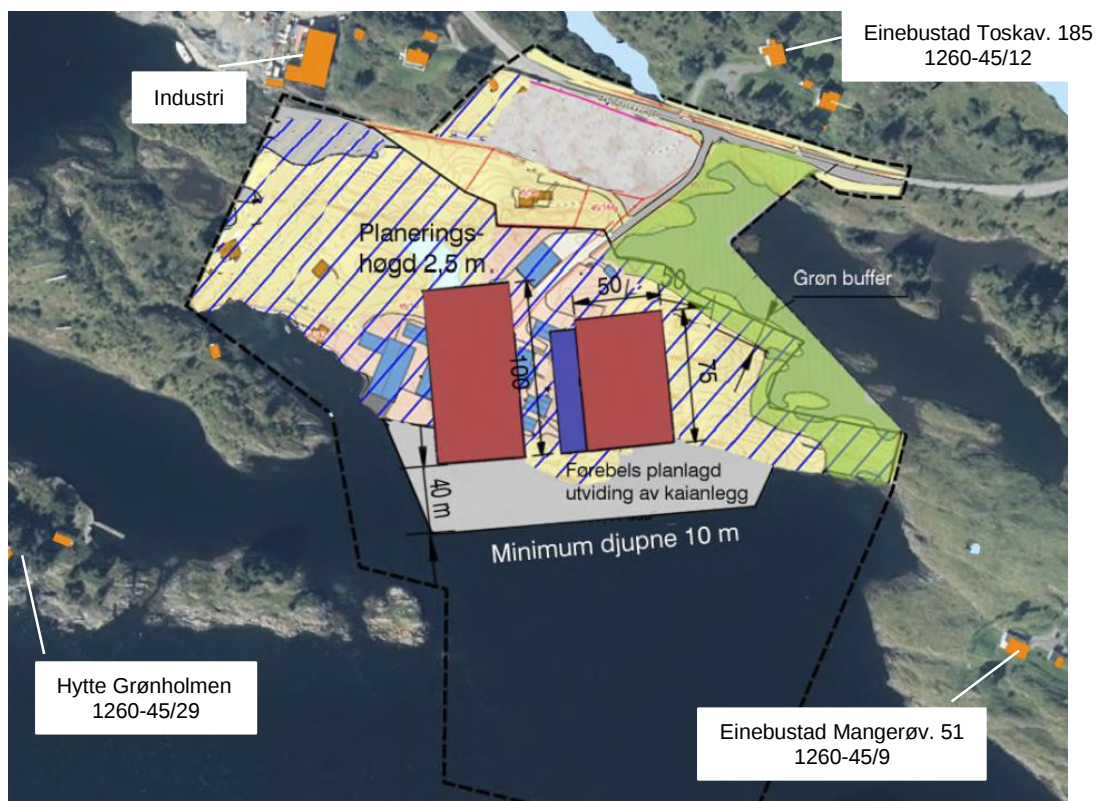 Einebustad Toskav. 185
1260-45/12
Industri
Planerings-
høgd 2,5 m
50
50
Grøn buffer
100
75
40 m
Førebels planlagd
utviding av kaianlegg
Minimum djupne 10 m
Hytte Grønholmen
1260-45/29
Einebustad Mangerøv. 51
1260-45/9